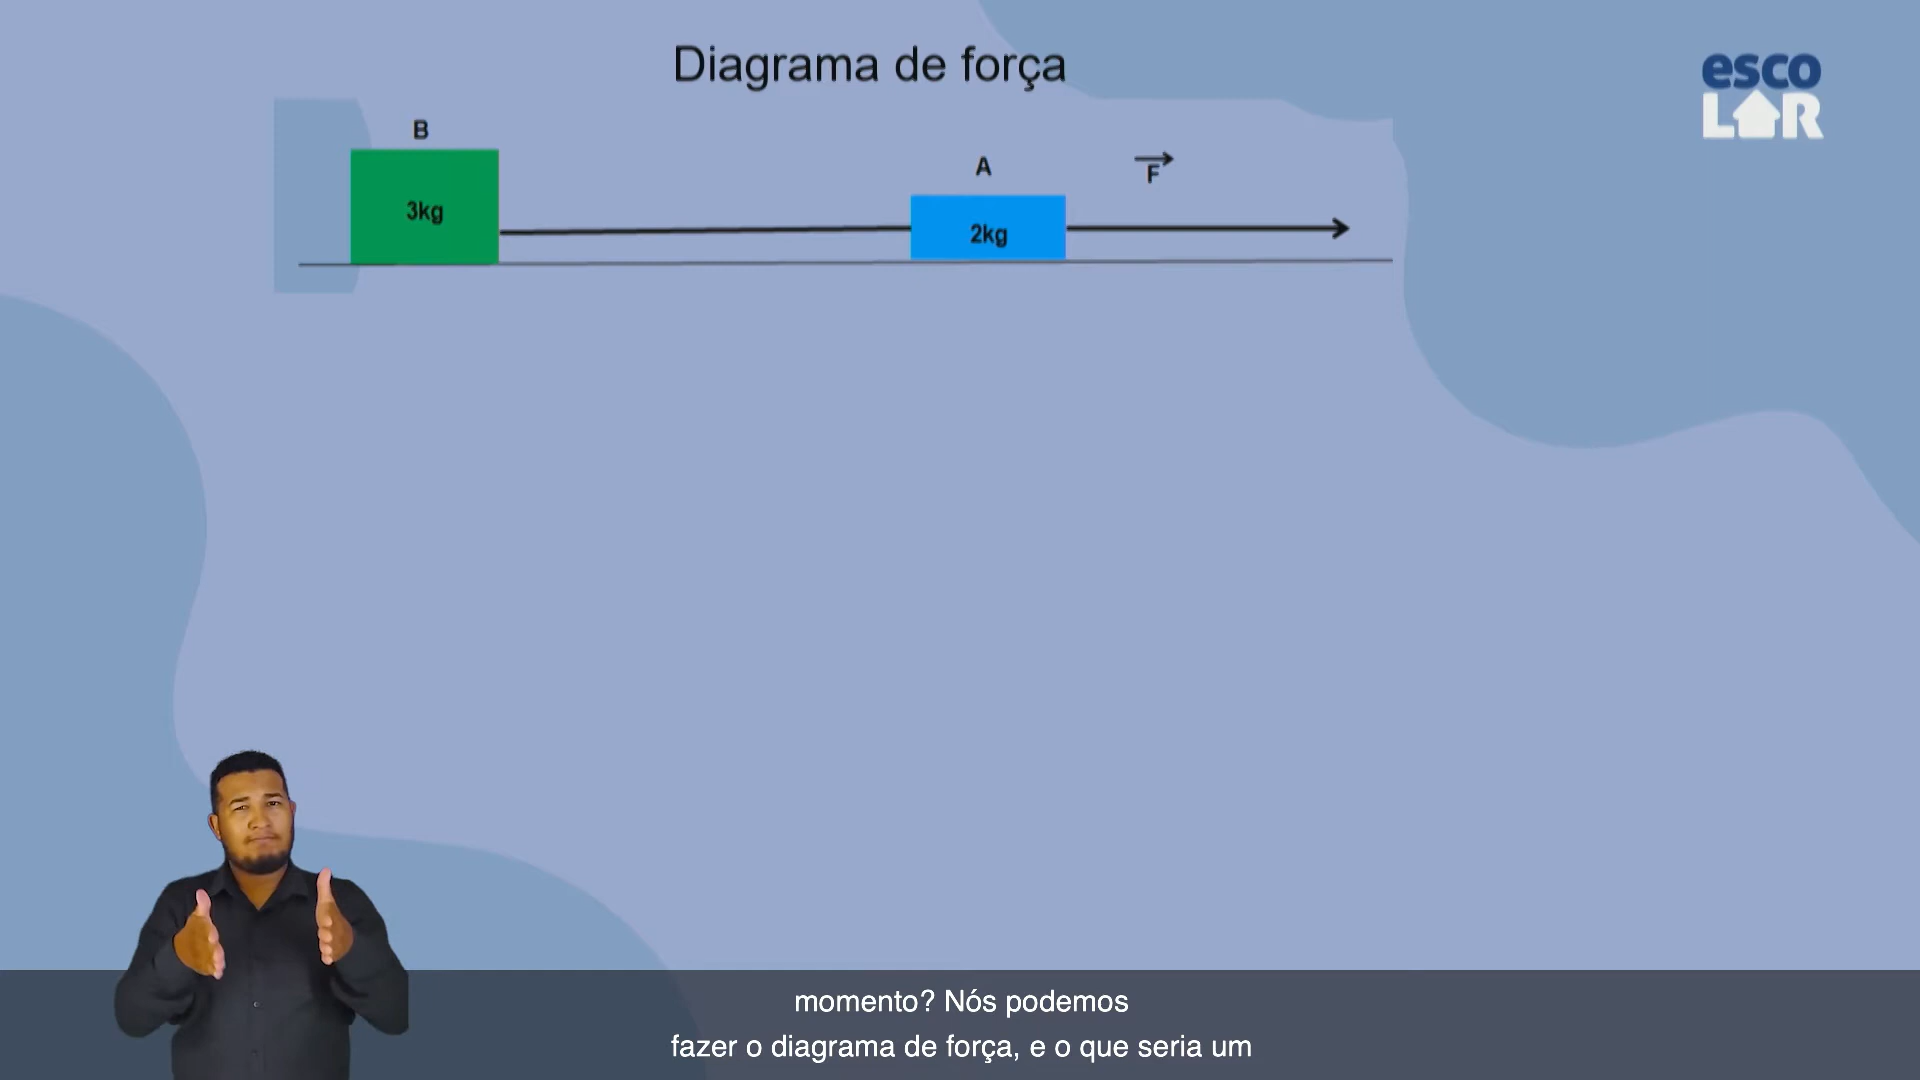 Diagrama de força
esco
LAR
B
A
F
3kg
2kg
momento? Nós podemos
fazer o diagrama de força, e o que seria um